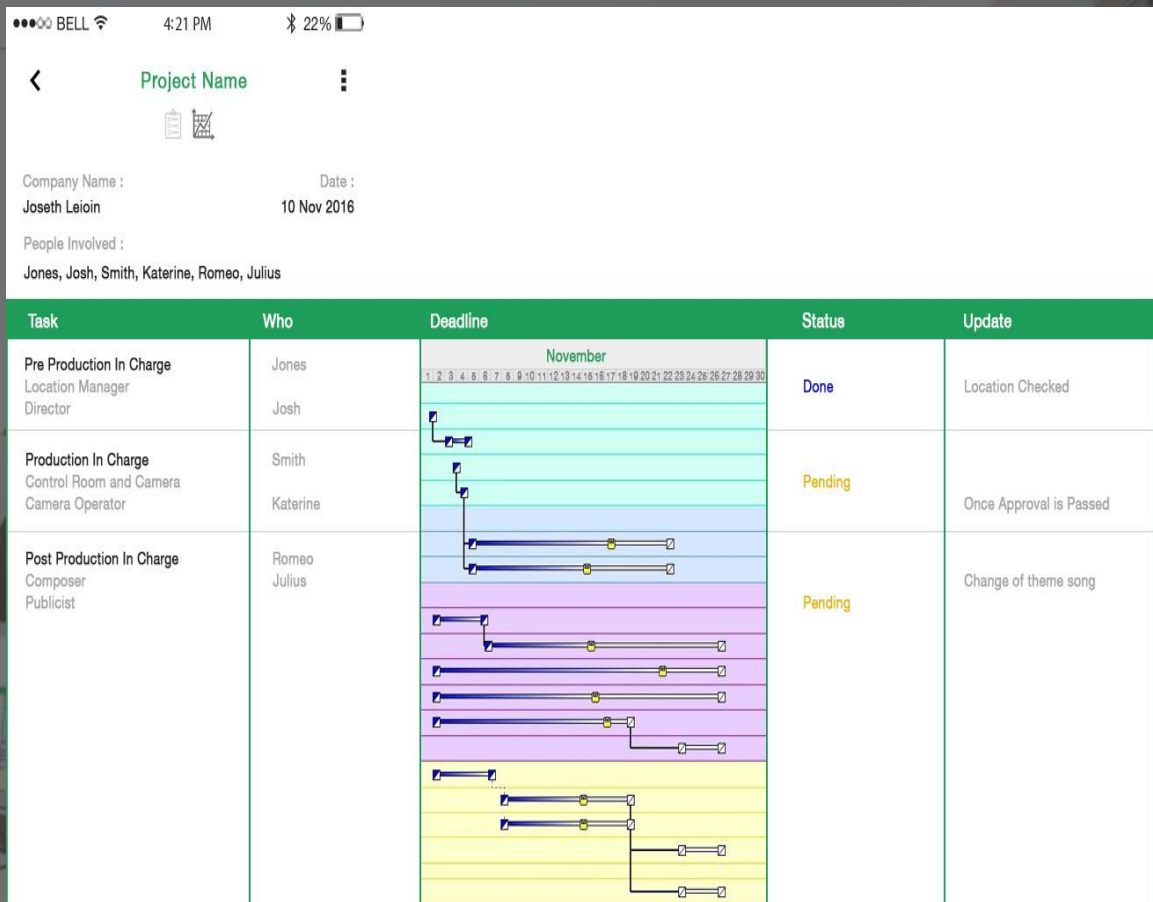 BELL 4:21 PM 22%
Project Name
Company Name : Date :
Joseth Leioin 10 Nov 2016
People Involved :
Jones, Josh, Smith, Katerine, Romeo, Julius
Task Who Deadline Status Update
November
1 2 3 4 5 6 7 8 9 10 11 12 13 14 15 16 17 18 19 20 21 22 23 24 25 26 27 28 29 30
Pre Production In Charge Jones
Location Manager Done Location Checked
Director Josh
Production In Charge Smith
Control Room and Camera Pending
Camera Operator Katerine Once Approval is Passed
Post Production In Charge Romeo
Composer Julius Change of theme song
Publicist Pending